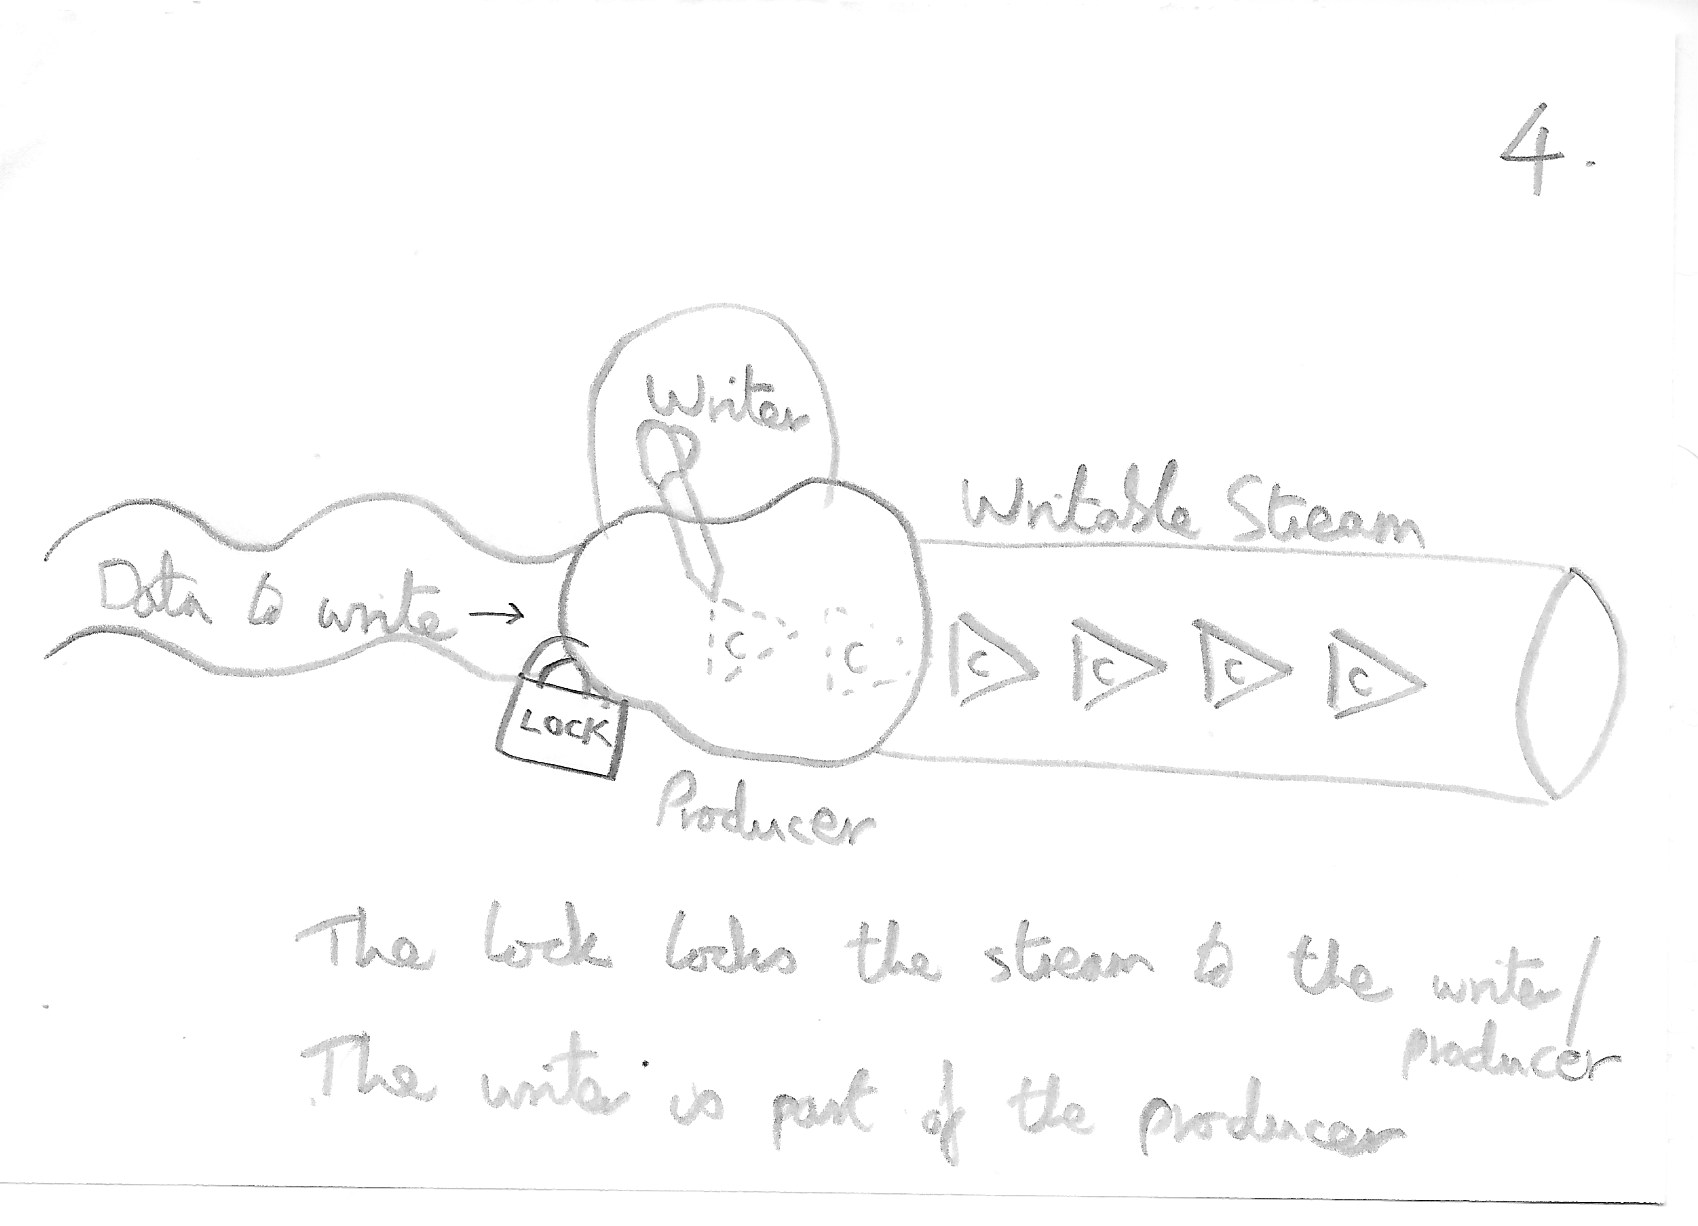 4.
Writer
Writable Stream
Data to write →
C C C C C C
LOCK
Producer
The lock locks the stream to the writer/
producer
The writer is part of the producer